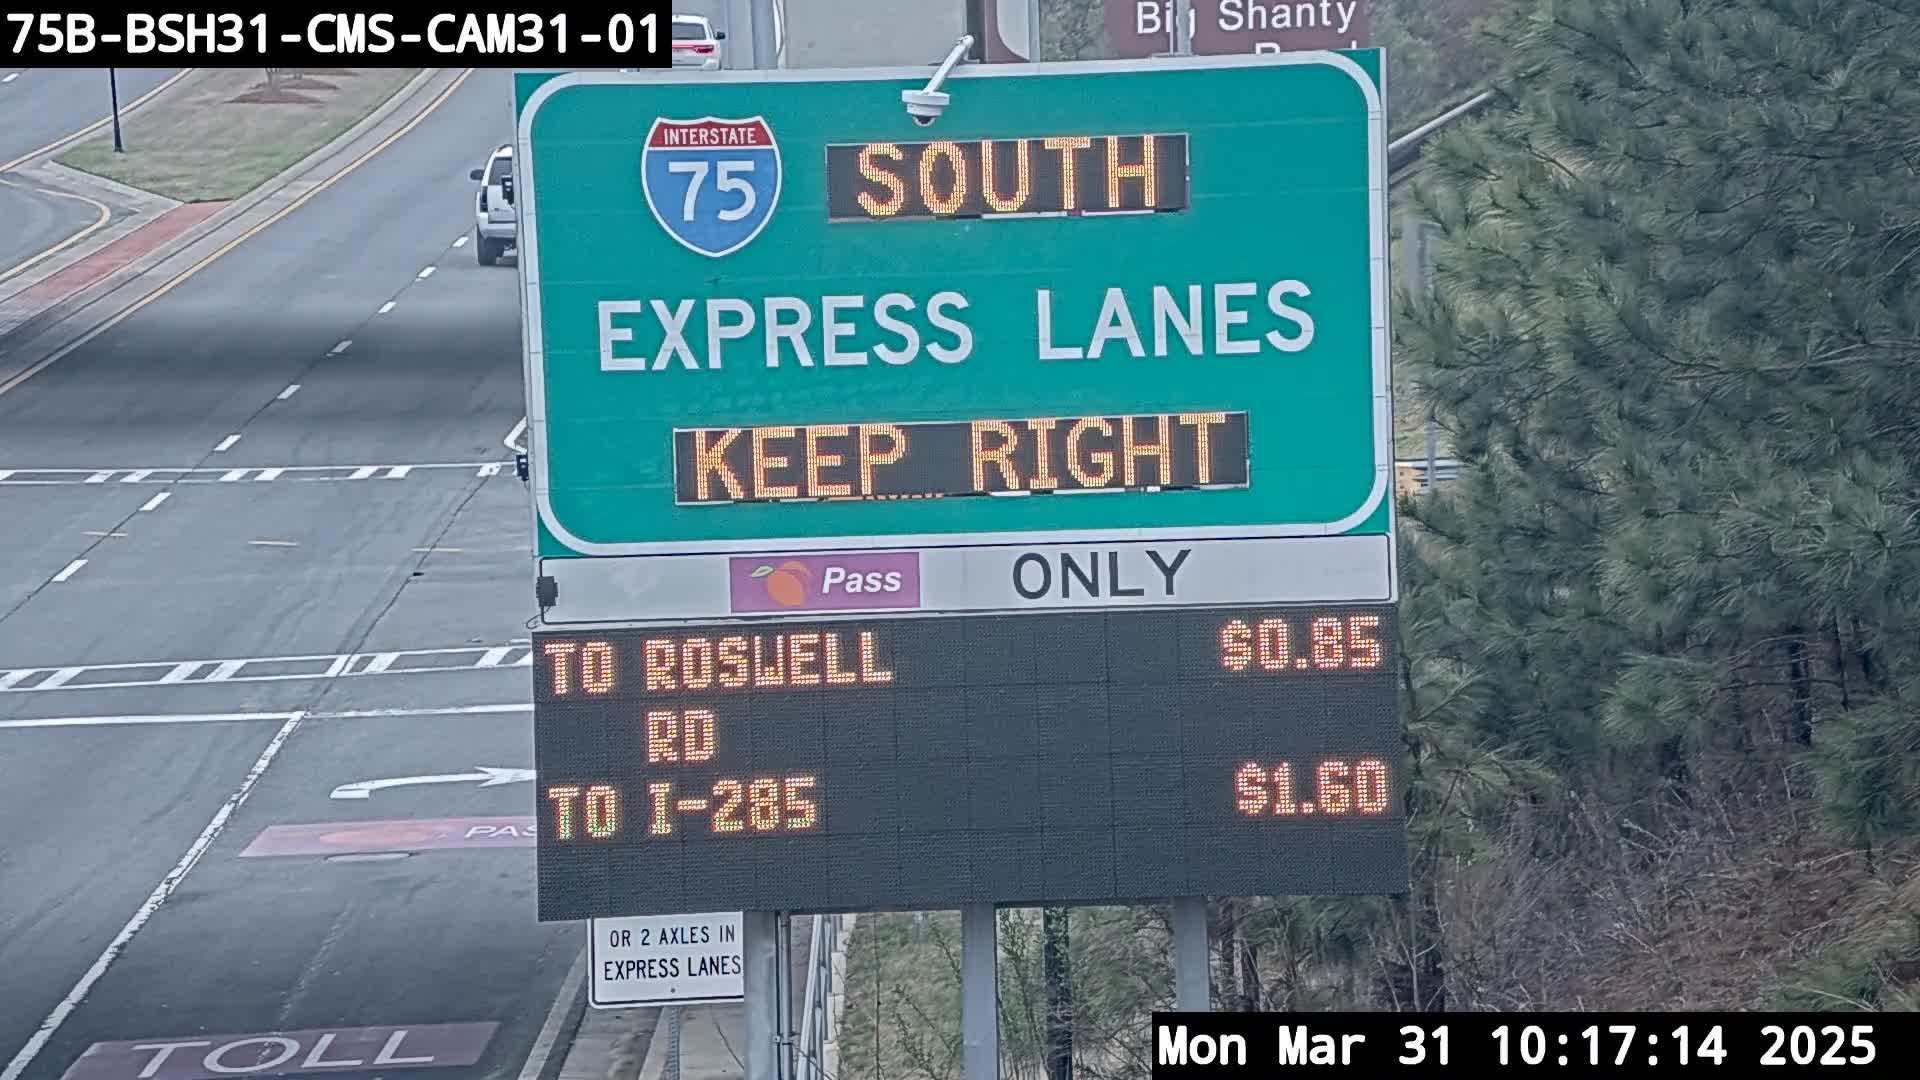 75B-BSH31-CMS-CAM31-01
Big Shanty
Road
INTERSTATE
75
SOUTH
EXPRESS LANES
KEEP RIGHT
Pass ONLY
TO ROSWELL $0.85
RD
TO I-285 $1.60
PAS
OR 2 AXLES IN
EXPRESS LANES
TOLL
Mon Mar 31 10:17:14 2025